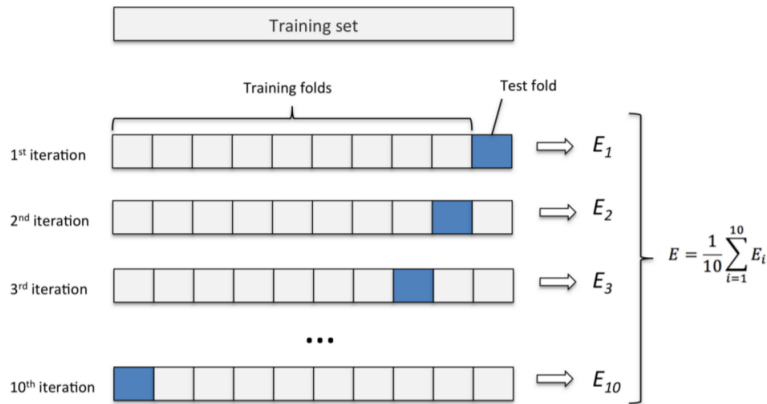 Training set
Training folds
Test fold
1st iteration
E1
2nd iteration
E2
3rd iteration
E3
E = 1/10 10∑i=1 Ei
...
10th iteration
E10